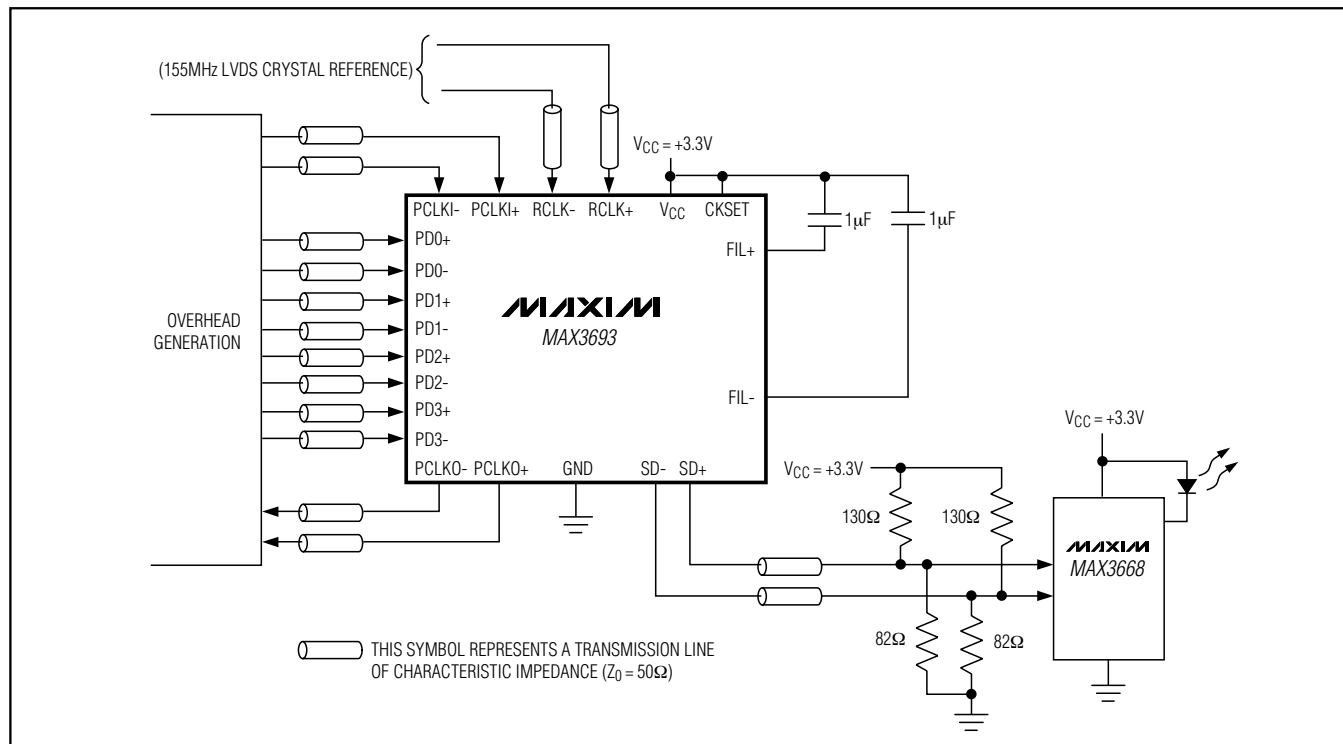 (155MHz LVDS CRYSTAL REFERENCE)
VCC = +3.3V
PCLKI- PCLKI+ RCLK- RCLK+ VCC CKSET
1µF 1µF
FIL+
PD0+
PD0-
PD1+
PD1-
PD2+
PD2-
PD3+
PD3-
OVERHEAD
GENERATION
MAXIM
MAX3693
FIL-
PCLKO- PCLKO+ GND SD- SD+
VCC = +3.3V
VCC = +3.3V
130Ω 130Ω
MAXIM
MAX3668
82Ω 82Ω
THIS SYMBOL REPRESENTS A TRANSMISSION LINE
OF CHARACTERISTIC IMPEDANCE (Z0 = 50Ω)